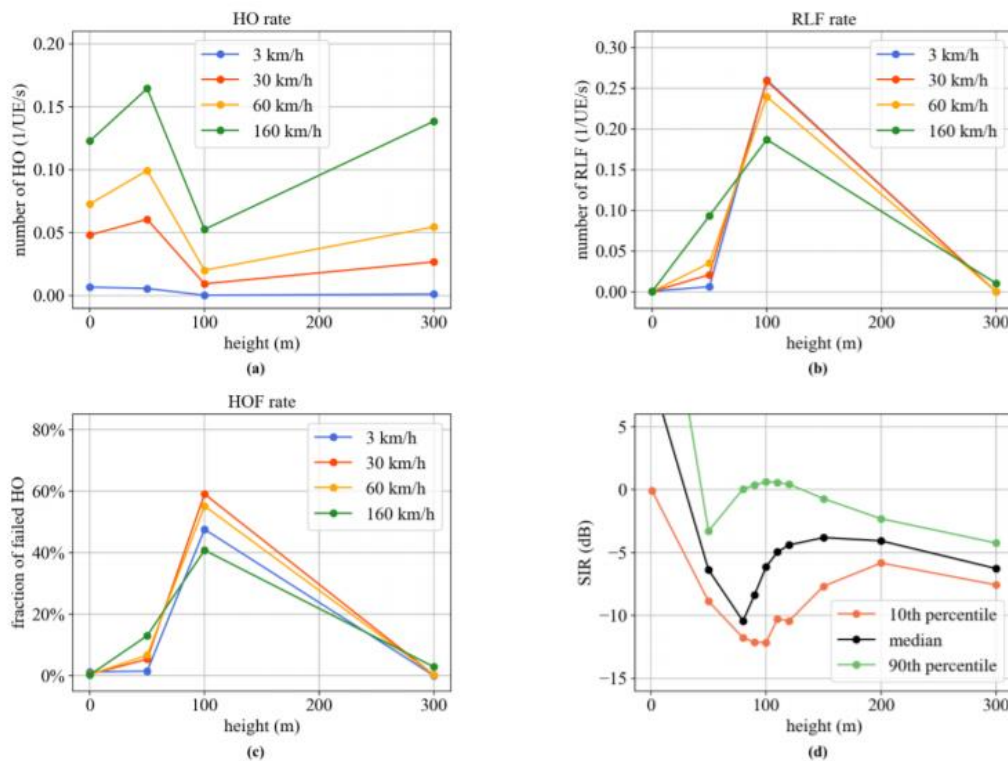 HO rate
number of HO (1/UE/s)
0.20
0.15
0.10
0.05
0.00
3 km/h
30 km/h
60 km/h
160 km/h
0
100
200
300
height (m)
(a)
RLF rate
number of RLF (1/UE/s)
0.30
0.25
0.20
0.15
0.10
0.05
0.00
3 km/h
30 km/h
60 km/h
160 km/h
0
100
200
300
height (m)
(b)
HOF rate
fraction of failed HO
80%
60%
40%
20%
0%
3 km/h
30 km/h
60 km/h
160 km/h
0
100
200
300
height (m)
(c)
SIR (dB)
5
0
−5
−10
−15
10th percentile
median
90th percentile
0
100
200
300
height (m)
(d)